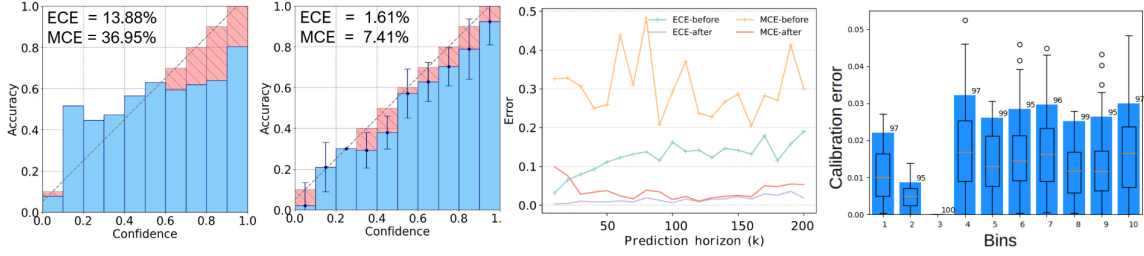 ECE = 13.88%
MCE = 36.95%
1.0
0.8
0.6
0.4
0.2
0.0
Accuracy
0.0 0.2 0.4 0.6 0.8 1.0
Confidence
ECE = 1.61%
MCE = 7.41%
1.0
0.8
0.6
0.4
0.2
0.0
Accuracy
0.0 0.2 0.4 0.6 0.8 1.0
Confidence
ECE-before MCE-before
ECE-after MCE-after
0.5
0.4
0.3
0.2
0.1
0.0
Error
50 100 150 200
Prediction horizon (k)
0.05
0.04
0.03
0.02
0.01
0.00
Calibration error
97 95 100 97 99 95 96 99 95 97
1 2 3 4 5 6 7 8 9 10
Bins